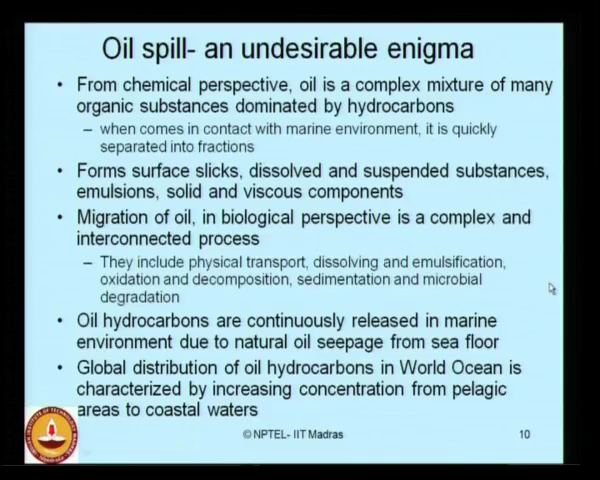 Oil spill- an undesirable enigma
• From chemical perspective, oil is a complex mixture of many
organic substances dominated by hydrocarbons
– when comes in contact with marine environment, it is quickly
separated into fractions
• Forms surface slicks, dissolved and suspended substances,
emulsions, solid and viscous components
• Migration of oil, in biological perspective is a complex and
interconnected process
– They include physical transport, dissolving and emulsification,
oxidation and decomposition, sedimentation and microbial
degradation
• Oil hydrocarbons are continuously released in marine
environment due to natural oil seepage from sea floor
• Global distribution of oil hydrocarbons in World Ocean is
characterized by increasing concentration from pelagic
areas to coastal waters
© NPTEL- IIT Madras
10